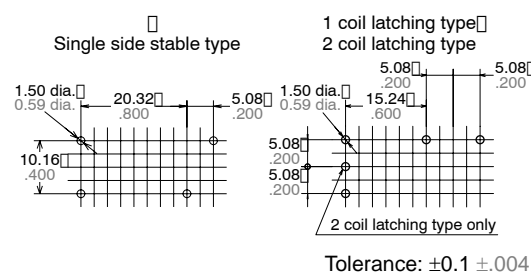 Single side stable type
1.50 dia.
0.59 dia.
20.32
.800
5.08
.200
10.16
.400
1 coil latching type
2 coil latching type
5.08
.200
5.08
.200
1.50 dia.
0.59 dia.
15.24
.600
5.08
.200
5.08
.200
2 coil latching type only
Tolerance: ±0.1 ±.004